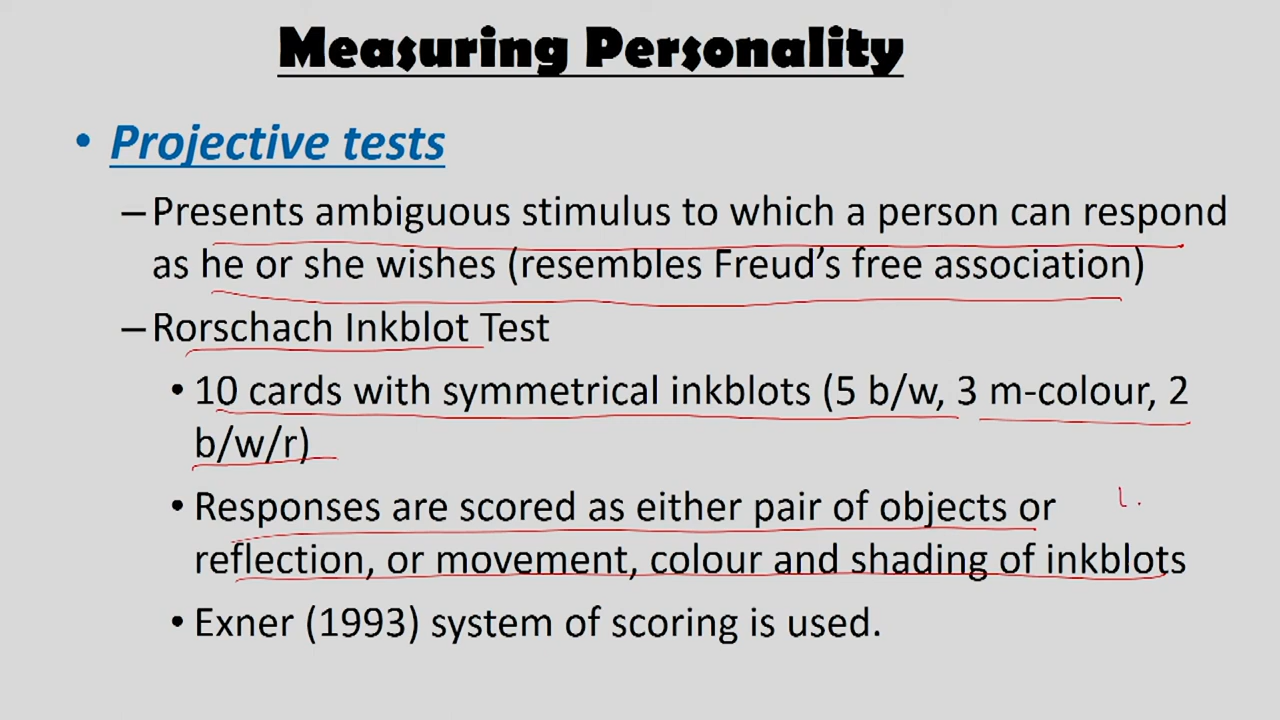 Measuring Personality
• Projective tests
– Presents ambiguous stimulus to which a person can respond
as he or she wishes (resembles Freud's free association)
– Rorschach Inkblot Test
• 10 cards with symmetrical inkblots (5 b/w, 3 m-colour, 2
b/w/r)
• Responses are scored as either pair of objects or
reflection, or movement, colour and shading of inkblots
• Exner (1993) system of scoring is used.